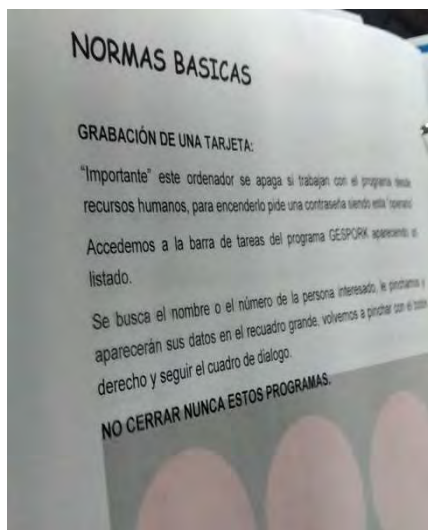 NORMAS BASICAS
GRABACIÓN DE UNA TARJETA:
"Importante" este ordenador se apaga si trabajan con el programa desde
recursos humanos, para encenderlo pide una contraseña siendo esta
Accedemos a la barra de tareas del programa GESPORK apareciendo el
listado.
Se busca el nombre o el número de la persona interesado, le pinchamos y
aparecerán sus datos en el recuadro grande, volvemos a pinchar con el botón
derecho y seguir el cuadro de dialogo.
NO CERRAR NUNCA ESTOS PROGRAMAS.